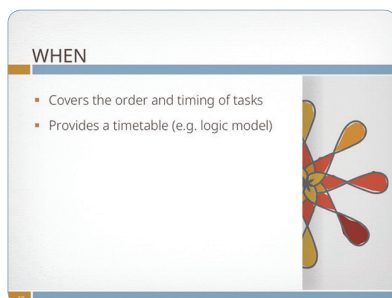 WHEN
Covers the order and timing of tasks
Provides a timetable (e.g. logic model)